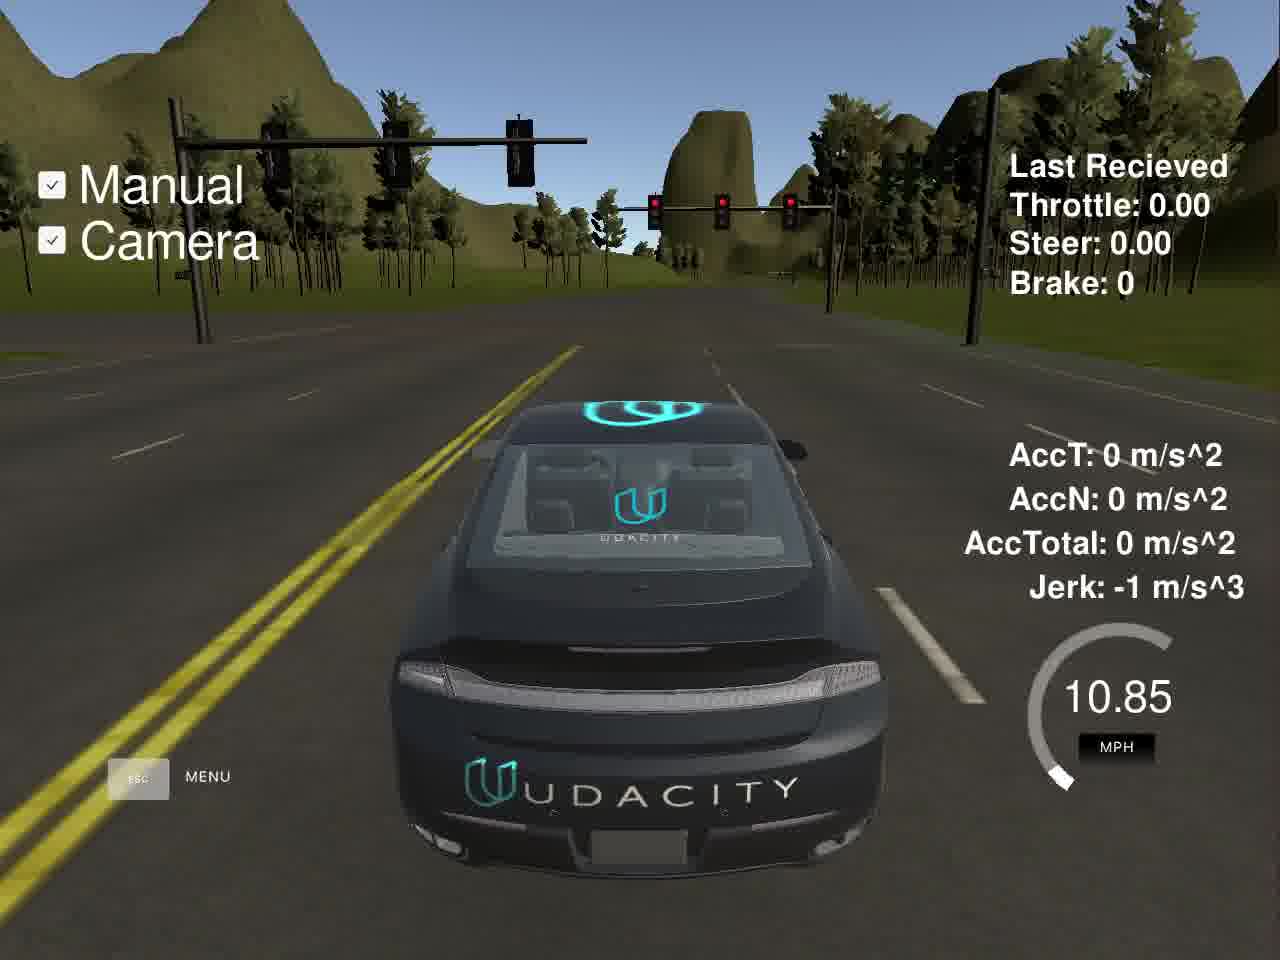 Manual
Camera
Last Recieved
Throttle: 0.00
Steer: 0.00
Brake: 0
AccT: 0 m/s^2
AccN: 0 m/s^2
AccTotal: 0 m/s^2
Jerk: -1 m/s^3
UDACITY
10.85
MPH
ESC MENU
UDACITY